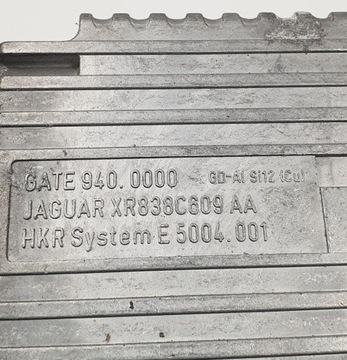 GATE 940. 0000 GD-Al Si12 (Cu)
JAGUAR XR838C609 AA
HKR System E 5004. 001